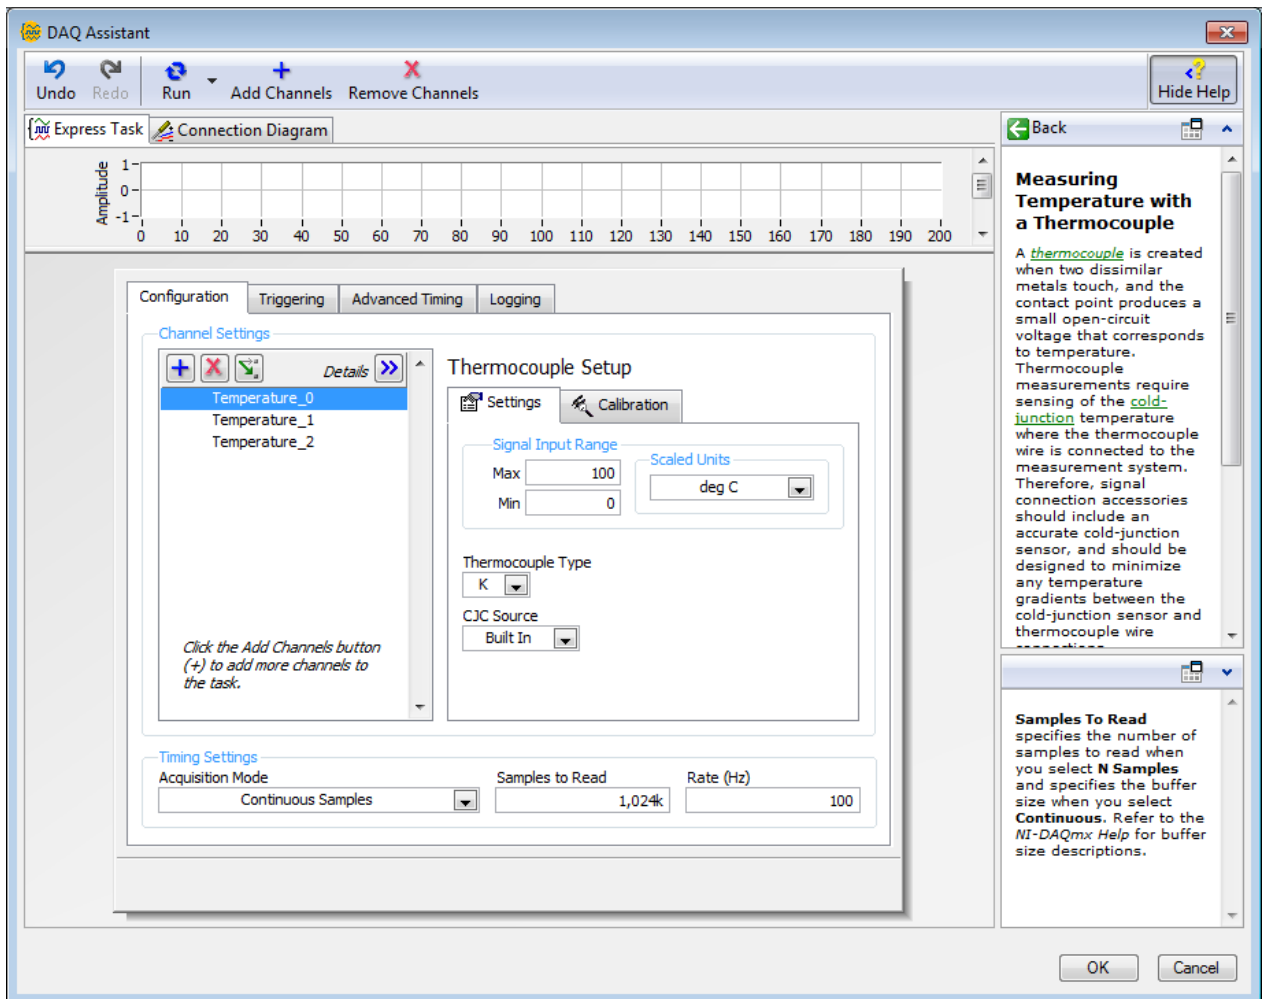 DAQ Assistant
Undo Redo Run Add Channels Remove Channels Hide Help
Express Task Connection Diagram
Amplitude
1
0
-1
0 10 20 30 40 50 60 70 80 90 100 110 120 130 140 150 160 170 180 190 200
Configuration Triggering Advanced Timing Logging
Channel Settings
Details
Temperature_0
Temperature_1
Temperature_2
Click the Add Channels button
(+) to add more channels to
the task.
Thermocouple Setup
Settings Calibration
Signal Input Range
Max 100
Min 0
Scaled Units
deg C
Thermocouple Type
K
CJC Source
Built In
Timing Settings
Acquisition Mode Samples to Read Rate (Hz)
Continuous Samples 1,024k 100
Back
Measuring
Temperature with
a Thermocouple
A thermocouple is created
when two dissimilar
metals touch, and the
contact point produces a
small open-circuit
voltage that corresponds
to temperature.
Thermocouple
measurements require
sensing of the cold-
junction temperature
where the thermocouple
wire is connected to the
measurement system.
Therefore, signal
connection accessories
should include an
accurate cold-junction
sensor, and should be
designed to minimize
any temperature
gradients between the
cold-junction sensor and
thermocouple wire
Samples To Read
specifies the number of
samples to read when
you select N Samples
and specifies the buffer
size when you select
Continuous. Refer to the
NI-DAQmx Help for buffer
size descriptions.
OK Cancel